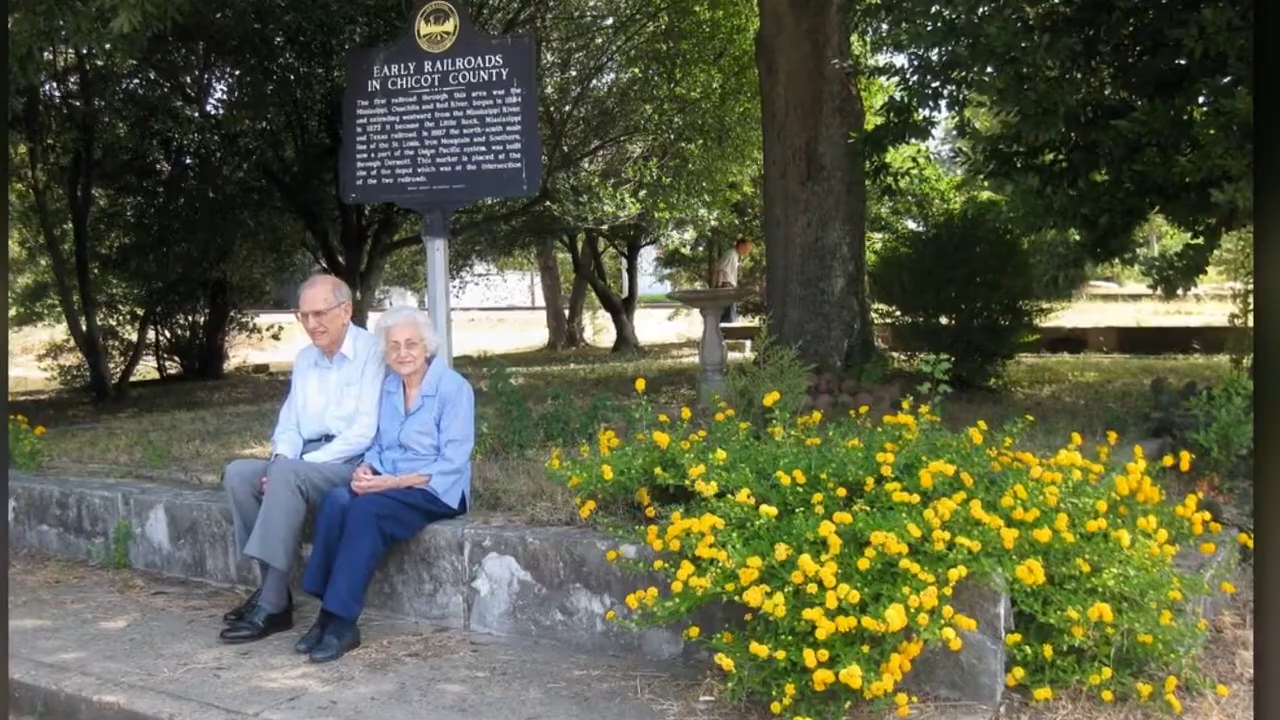 EARLY RAILROADS
IN CHICOT COUNTY
The first railroad through this area was the
Mississippi, Ouachita and Red River, begun in 1854
and extending westward from the Mississippi River.
In 1873 it became the Little Rock, Mississippi
and Texas railroad. In 1887 the north-south main
line of the St. Louis, Iron Mountain and Southern,
now a part of the Union Pacific system, was built
through Dermott. This marker is placed at the
site of the depot which was at the intersection
of the two railroads.